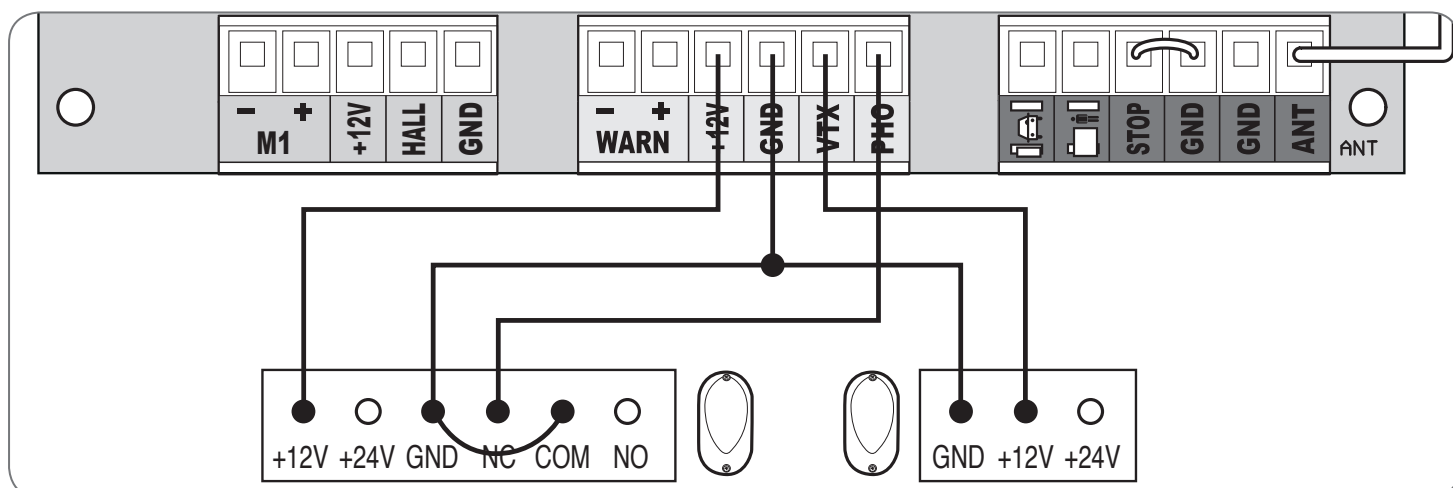 - + +12V HALL GND
M1
- + +12V GND VTX PHO
WARN
STOP GND GND ANT
ANT
+12V +24V GND NC COM NO
GND +12V +24V